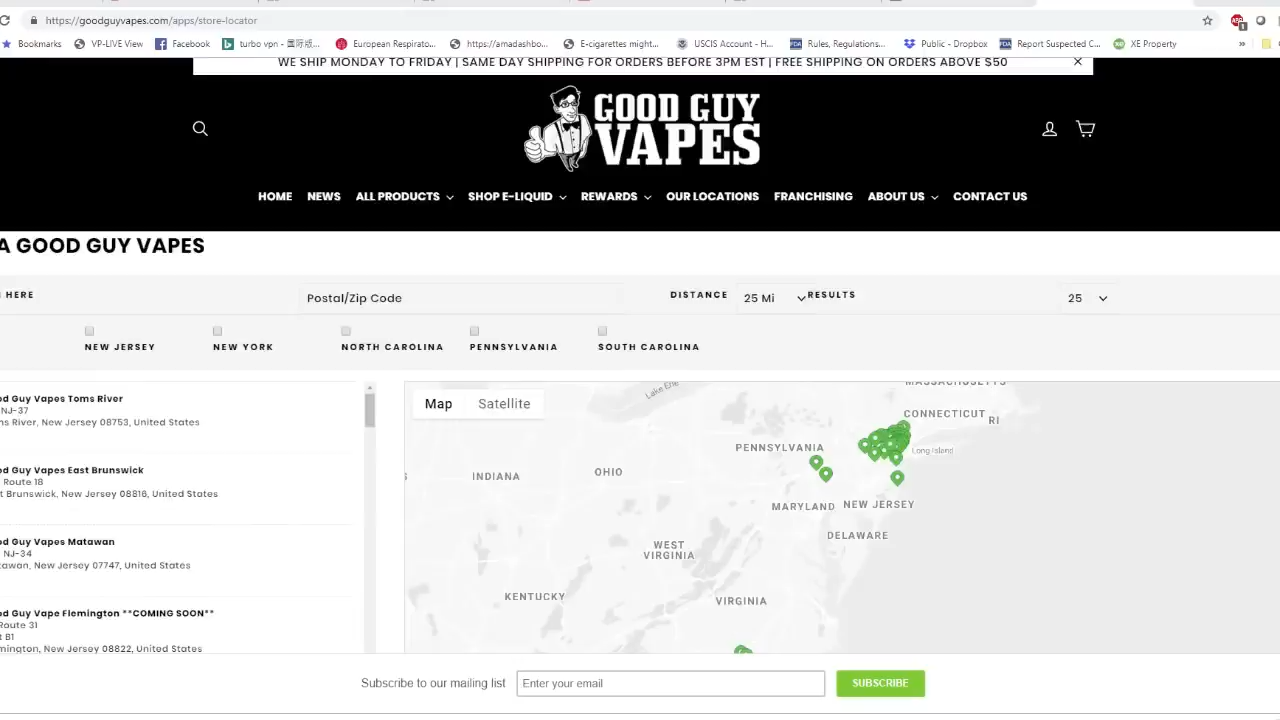 https://goodguyvapes.com/apps/store-locator
Bookmarks VP-LIVE View Facebook turbo vpn - 国际版... European Respirato... https://amadashbo... E-cigarettes might... USCIS Account - H... Rules, Regulations... Public - Dropbox Report Suspected C... XE Property »
WE SHIP MONDAY TO FRIDAY | SAME DAY SHIPPING FOR ORDERS BEFORE 3PM EST | FREE SHIPPING ON ORDERS ABOVE $50
GOOD GUY
VAPES
HOME NEWS ALL PRODUCTS SHOP E-LIQUID REWARDS OUR LOCATIONS FRANCHISING ABOUT US CONTACT US
A GOOD GUY VAPES
HERE Postal/Zip Code DISTANCE 25 Mi RESULTS 25
NEW JERSEY NEW YORK NORTH CAROLINA PENNSYLVANIA SOUTH CAROLINA
od Guy Vapes Toms River
NJ-37
ms River, New Jersey 08753, United States
od Guy Vapes East Brunswick
Route 18
t Brunswick, New Jersey 08816, United States
od Guy Vapes Matawan
NJ-34
tawan, New Jersey 07747, United States
od Guy Vape Flemington **COMING SOON**
Route 31
t B1
mington, New Jersey 08822, United States
Map Satellite
Lake Erie
MASSACHUSETTS
CONNECTICUT
RI
PENNSYLVANIA
Long Island
OHIO
INDIANA
MARYLAND
NEW JERSEY
DELAWARE
WEST
VIRGINIA
KENTUCKY
VIRGINIA
Subscribe to our mailing list Enter your email SUBSCRIBE